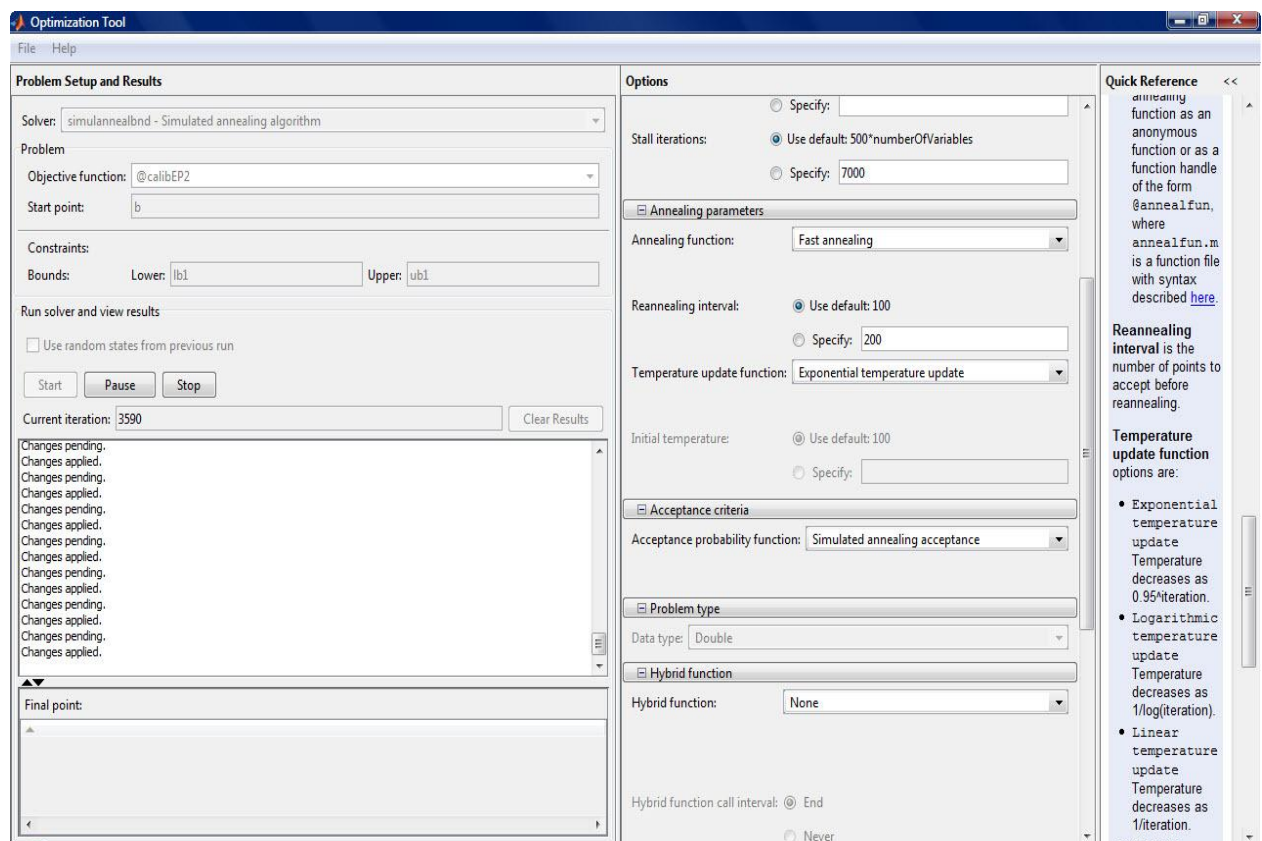 Optimization Tool
File Help
Problem Setup and Results
Solver: simulannealbnd - Simulated annealing algorithm
Problem
Objective function: @calibEP2
Start point: b
Constraints:
Bounds: Lower: lb1 Upper: ub1
Run solver and view results
Use random states from previous run
Start Pause Stop
Current iteration: 3590 Clear Results
Changes pending.
Changes applied.
Changes pending.
Changes applied.
Changes pending.
Changes applied.
Changes pending.
Changes applied.
Changes pending.
Changes applied.
Changes pending.
Changes applied.
Changes pending.
Changes applied.
Final point:
Options
Specify:
Stall iterations: Use default: 500*numberOfVariables
Specify: 7000
Annealing parameters
Annealing function: Fast annealing
Reannealing interval: Use default: 100
Specify: 200
Temperature update function: Exponential temperature update
Initial temperature: Use default: 100
Specify:
Acceptance criteria
Acceptance probability function: Simulated annealing acceptance
Problem type
Data type: Double
Hybrid function
Hybrid function: None
Hybrid function call interval: End
Never
Quick Reference <<
annealing
function as an
anonymous
function or as a
function handle
of the form
@annealfun,
where
annealfun.m
is a function file
with syntax
described here.
Reannealing
interval is the
number of points to
accept before
reannealing.
Temperature
update function
options are:
• Exponential
temperature
update
Temperature
decreases as
0.95^iteration.
• Logarithmic
temperature
update
Temperature
decreases as
1/log(iteration).
• Linear
temperature
update
Temperature
decreases as
1/iteration.